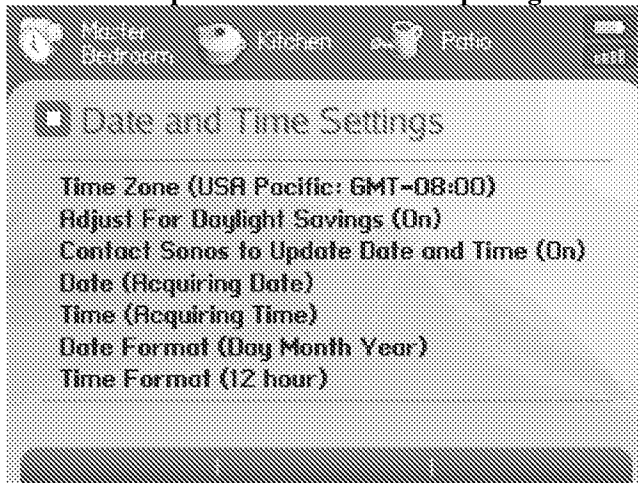 Master
Bedroom
Kitchen
Patio
Date and Time Settings
Time Zone (USA Pacific: GMT-08:00)
Adjust For Daylight Savings (On)
Contact Sonos to Update Date and Time (On)
Date (Acquiring Date)
Time (Acquiring Time)
Date Format (Day Month Year)
Time Format (12 hour)